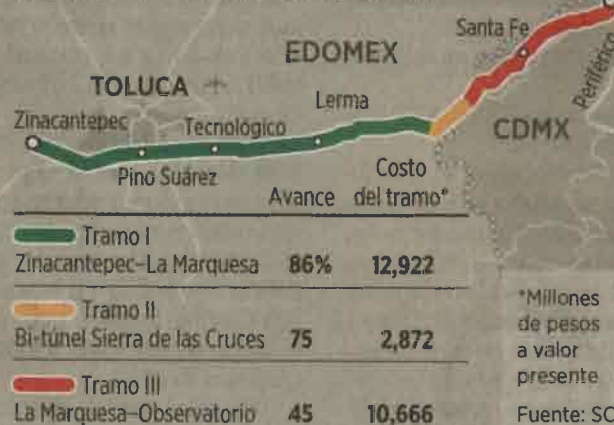 Santa Fe
EDOMEX
TOLUCA
Lerma
Periférico
Zinacantepec
Tecnológico
CDMX
Pino Suárez
Costo
Avance del tramo*
Tramo I
Zinacantepec–La Marquesa 86% 12,922
Tramo II
Bi-túnel Sierra de las Cruces 75 2,872
Tramo III
La Marquesa–Observatorio 45 10,666
*Millones
de pesos
a valor
presente
Fuente: SC